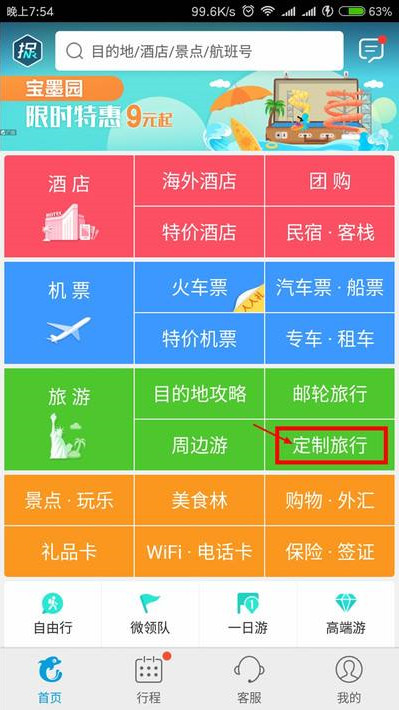 晚上7:54
99.6K/s
63%
目的地/酒店/景点/航班号
宝墨园
限时特惠 9元起
酒店
海外酒店
团购
特价酒店
民宿·客栈
机票
火车票
汽车票·船票
特价机票
专车·租车
旅游
目的地攻略
邮轮旅行
周边游
定制旅行
景点·玩乐
美食林
购物·外汇
礼品卡
WiFi·电话卡
保险·签证
自由行
微领队
一日游
高端游
首页
行程
客服
我的